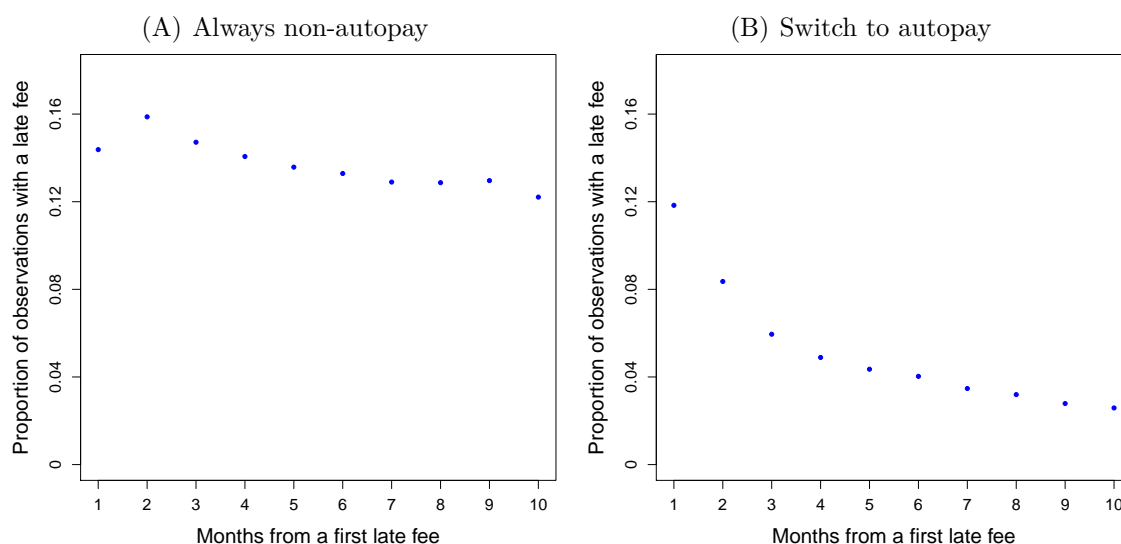 (A) Always non-autopay
Proportion of observations with a late fee
0.16
0.12
0.08
0.04
0
1 2 3 4 5 6 7 8 9 10
Months from a first late fee
(B) Switch to autopay
Proportion of observations with a late fee
0.16
0.12
0.08
0.04
0
1 2 3 4 5 6 7 8 9 10
Months from a first late fee